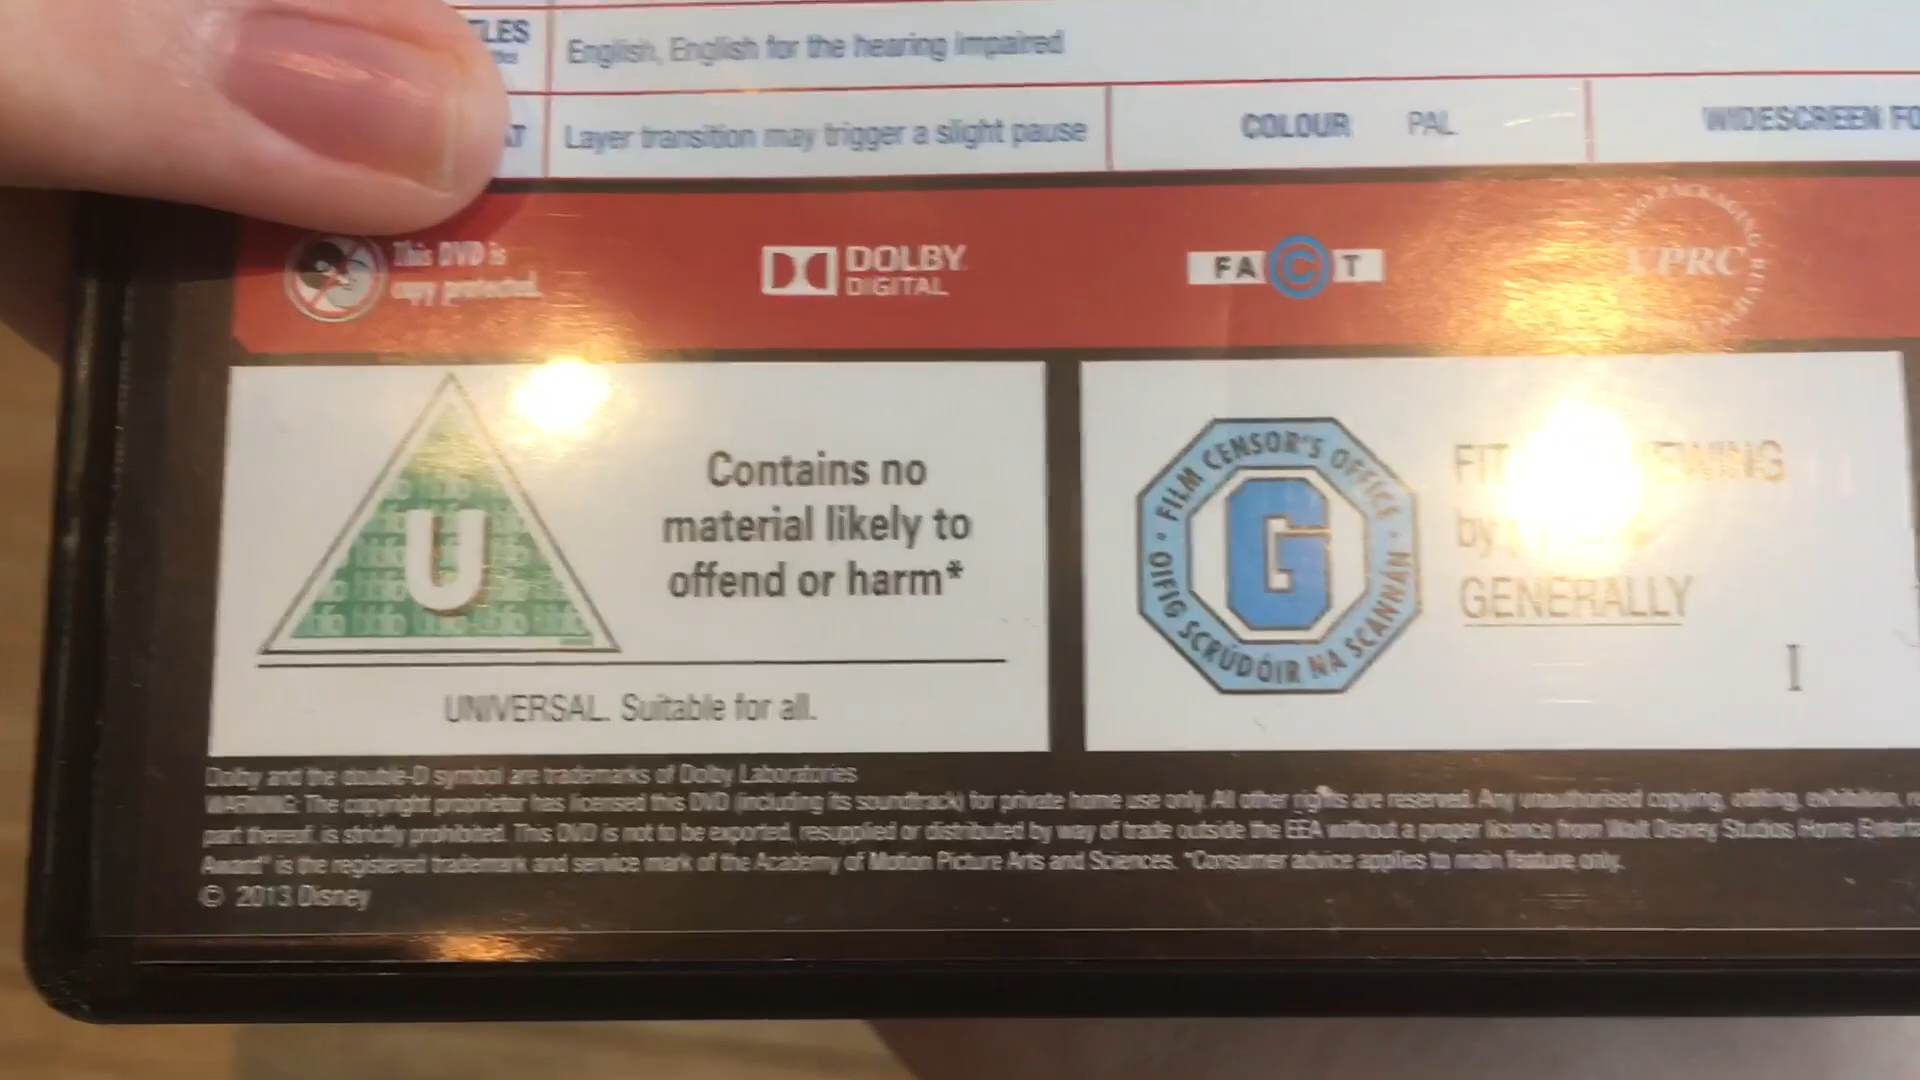 English, English for the hearing impaired
Layer transition may trigger a slight pause
COLOUR PAL
WIDESCREEN
This DVD is
copy protected.
DOLBY
DIGITAL
FACT
VPRC
U
Contains no
material likely to
offend or harm*
UNIVERSAL. Suitable for all.
FILM CENSOR'S OFFICE
OIFIG SCRÚDÓIR NA SCANNÁN
G
FIT
by
GENERALLY
I
Dolby and the double-D symbol are trademarks of Dolby Laboratories
WARNING: The copyright proprietor has licensed this DVD (including its soundtrack) for private home use only. All other rights are reserved. Any unauthorised copying, editing, exhibition,
part thereof, is strictly prohibited. This DVD is not to be exported, resupplied or distributed by way of trade outside the EEA without a proper licence from Walt Disney Studios Home
Award® is the registered trademark and service mark of the Academy of Motion Picture Arts and Sciences. *Consumer advice applies to main feature only.
© 2013 Disney